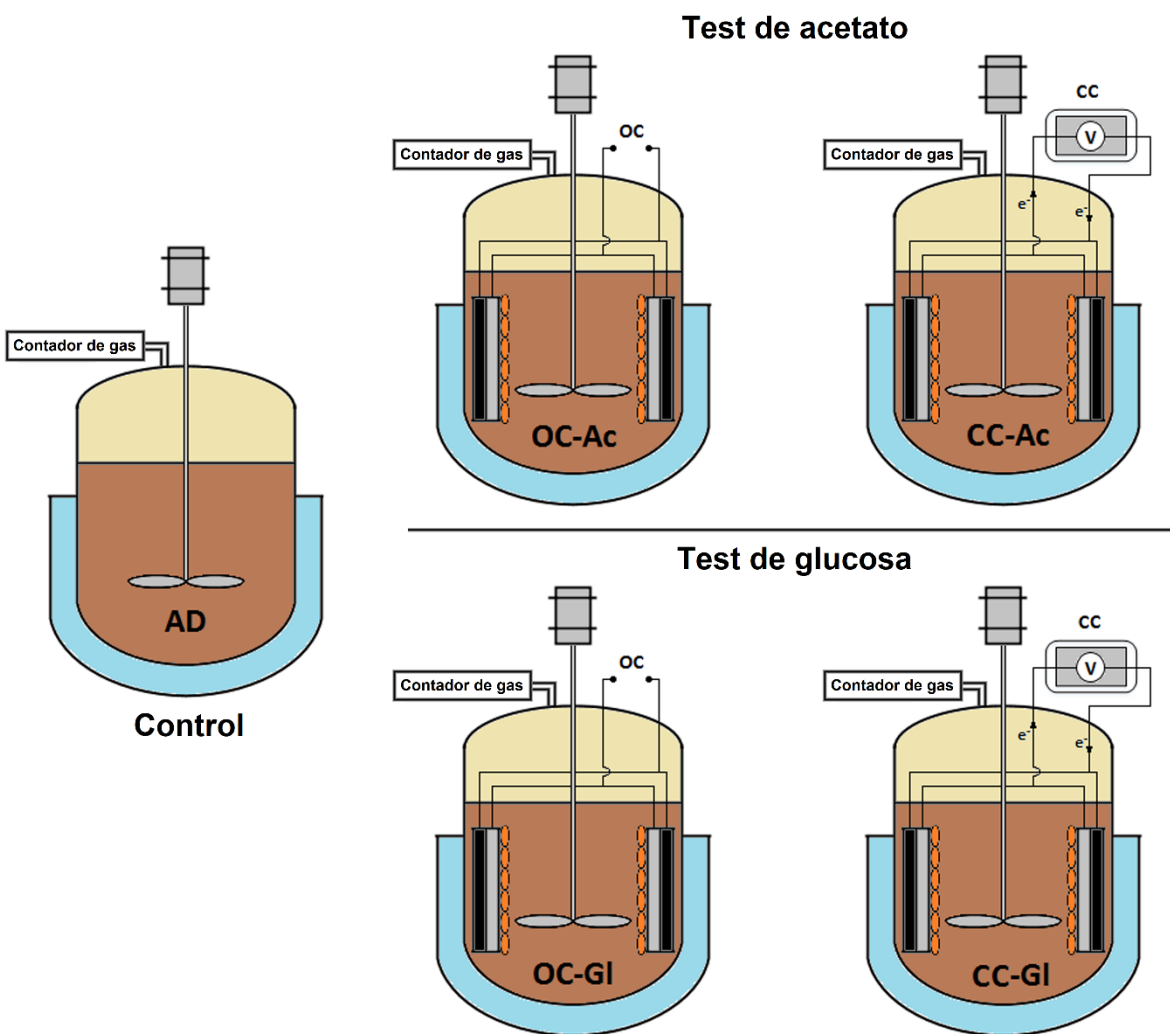 Test de acetato
OC
CC
V
Contador de gas
Contador de gas
e-
e-
OC-Ac
CC-Ac
Contador de gas
AD
Control
Test de glucosa
OC
CC
V
Contador de gas
Contador de gas
e-
e-
OC-Gl
CC-Gl